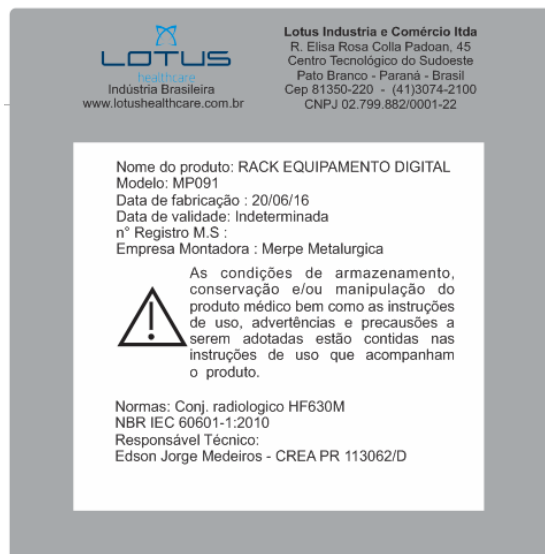 LOTUS
healthcare
Indústria Brasileira
www.lotushealthcare.com.br
Lotus Industria e Comércio ltda
R. Elisa Rosa Colla Padoan, 45
Centro Tecnológico do Sudoeste
Pato Branco - Paraná - Brasil
Cep 81350-220 - (41)3074-2100
CNPJ 02.799.882/0001-22
Nome do produto: RACK EQUIPAMENTO DIGITAL
Modelo: MP091
Data de fabricação : 20/06/16
Data de validade: Indeterminada
n° Registro M.S :
Empresa Montadora : Merpe Metalurgica
As condições de armazenamento,
conservação e/ou manipulação do
produto médico bem como as instruções
de uso, advertências e precausões a
serem adotadas estão contidas nas
instruções de uso que acompanham
o produto.
Normas: Conj. radiologico HF630M
NBR IEC 60601-1:2010
Responsável Técnico:
Edson Jorge Medeiros - CREA PR 113062/D